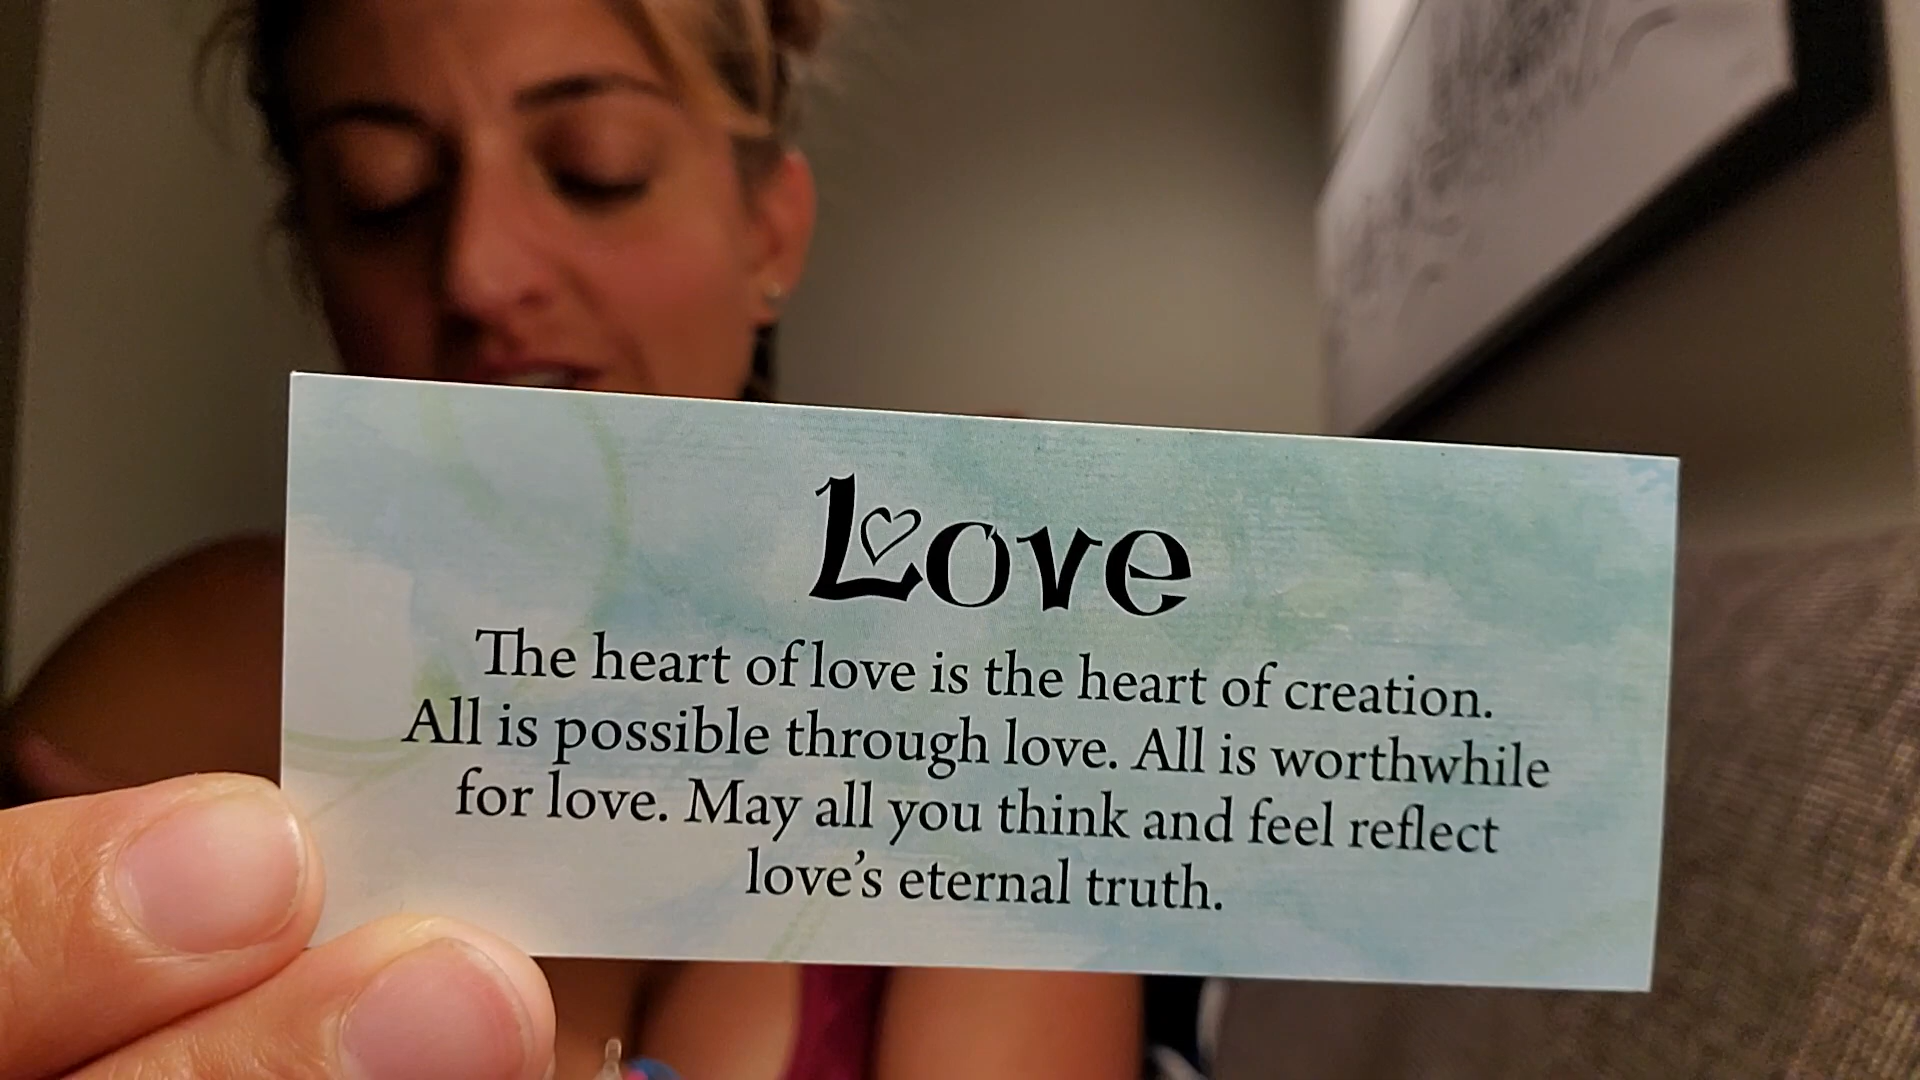 Love
The heart of love is the heart of creation.
All is possible through love. All is worthwhile
for love. May all you think and feel reflect
love's eternal truth.